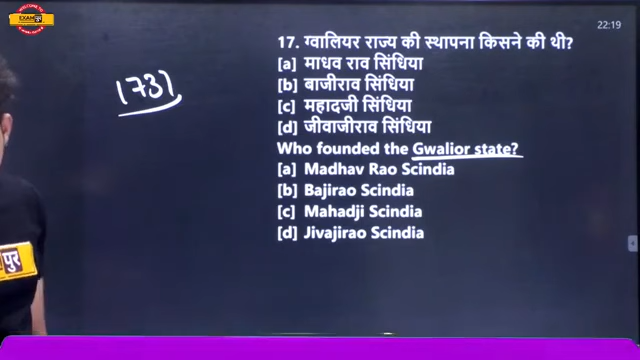 EXAM पुर
22:19
17. ग्वालियर राज्य की स्थापना किसने की थी?
1731
[a] माधव राव सिंधिया
[b] बाजीराव सिंधिया
[c] महादजी सिंधिया
[d] जीवाजीराव सिंधिया
Who founded the Gwalior state?
[a] Madhav Rao Scindia
[b] Bajirao Scindia
[c] Mahadji Scindia
[d] Jivajirao Scindia
पुर